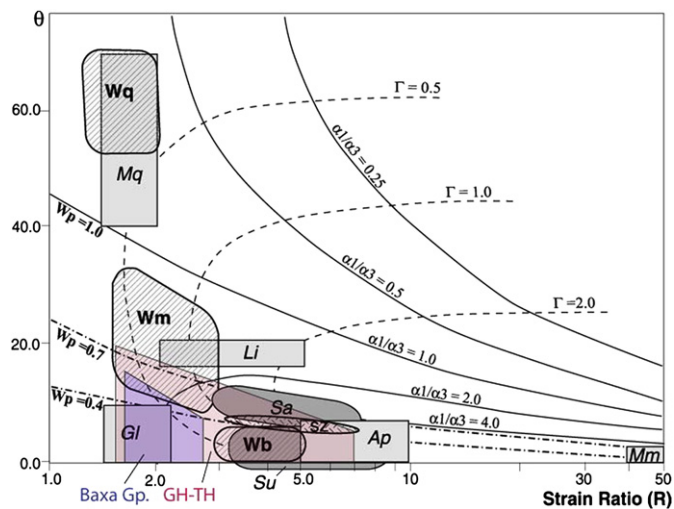 θ
Wq
60.0
Γ = 0.5
Mq
α1/α3 = 0.25
Γ = 1.0
40.0
Wp =1.0
α1/α3 = 0.5
Wm
Γ =2.0
20.0
Wp =0.7
Li
α1/α3 = 1.0
α1/α3 = 2.0
Wp =0.4
Sa
α1/α3 = 4.0
Gl
sz
Wb
Ap
Mm
0.0
Su
1.0 2.0 5.0 10 50
Baxa Gp. GH-TH
Strain Ratio (R)